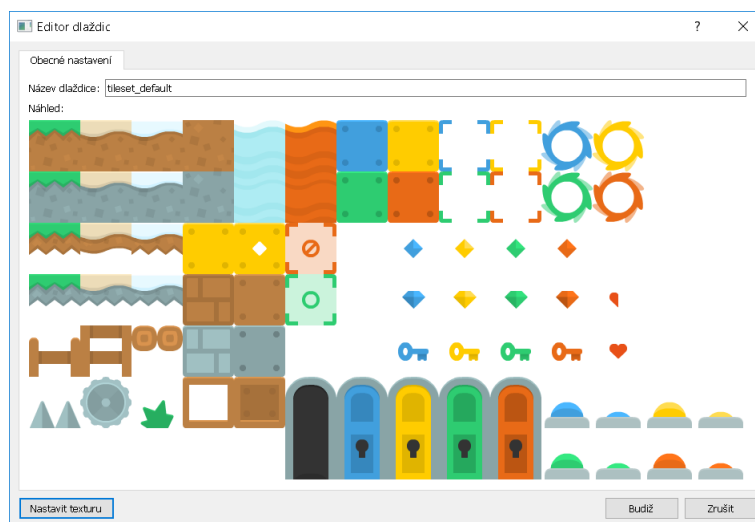 Editor dlaždic
?
Obecné nastavení
Název dlaždice: tileset_default
Náhled:
Nastavit texturu
Budiž
Zrušit